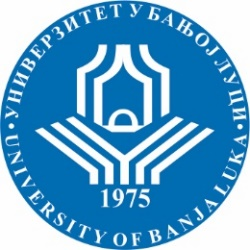 • УНИВЕРЗИТЕТ У БАЊОЈ ЛУЦИ •
UNIVERSITY OF BANJA LUKA
1975